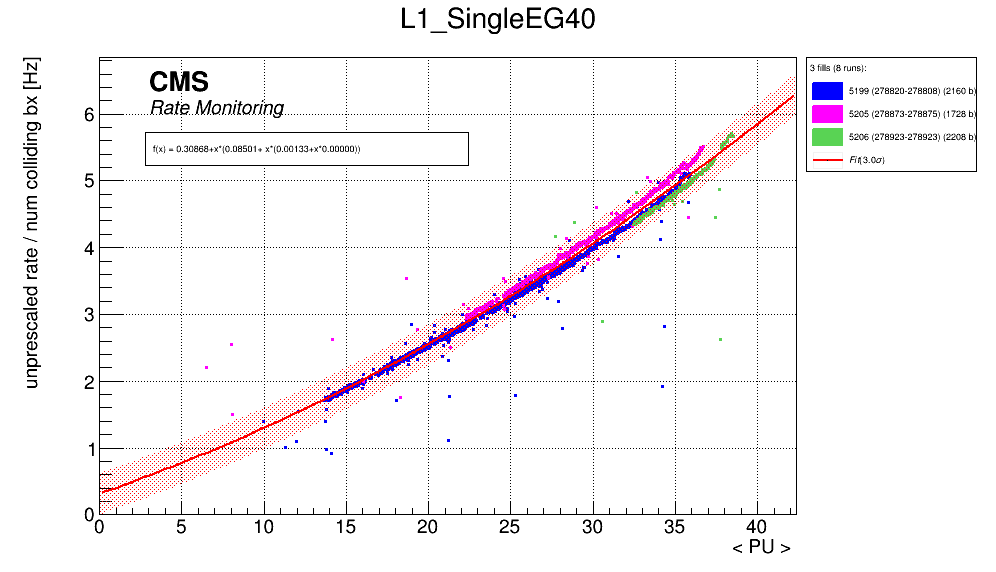 L1_SingleEG40
unprescaled rate / num colliding bx [Hz]
CMS
Rate Monitoring
f(x) = 0.30868+x*(0.08501+ x*(0.00133+x*0.00000))
6
5
4
3
2
1
0
0 5 10 15 20 25 30 35 40
< PU >
3 fills (8 runs):
5199 (278820-278808) (2160 b)
5205 (278873-278875) (1728 b)
5206 (278923-278923) (2208 b)
Fit(3.0σ)